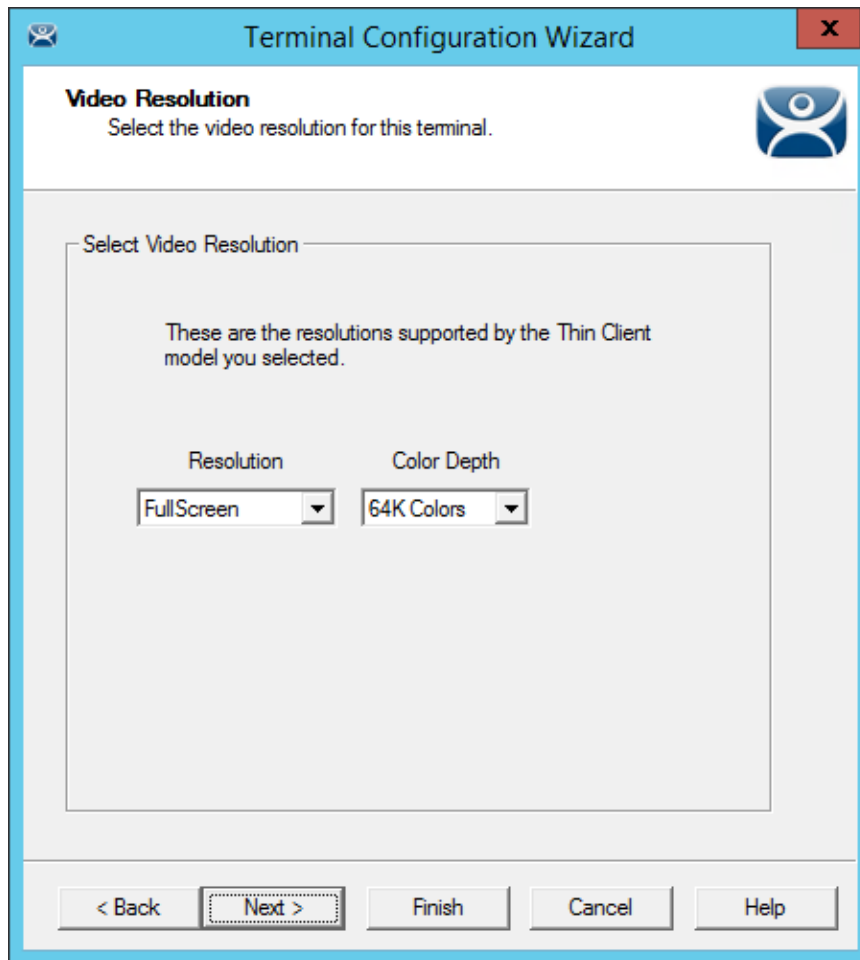 Terminal Configuration Wizard
x
Video Resolution
Select the video resolution for this terminal.
Select Video Resolution
These are the resolutions supported by the Thin Client
model you selected.
Resolution Color Depth
FullScreen 64K Colors
< Back Next > Finish Cancel Help